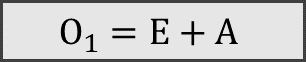 O₁ = E + A